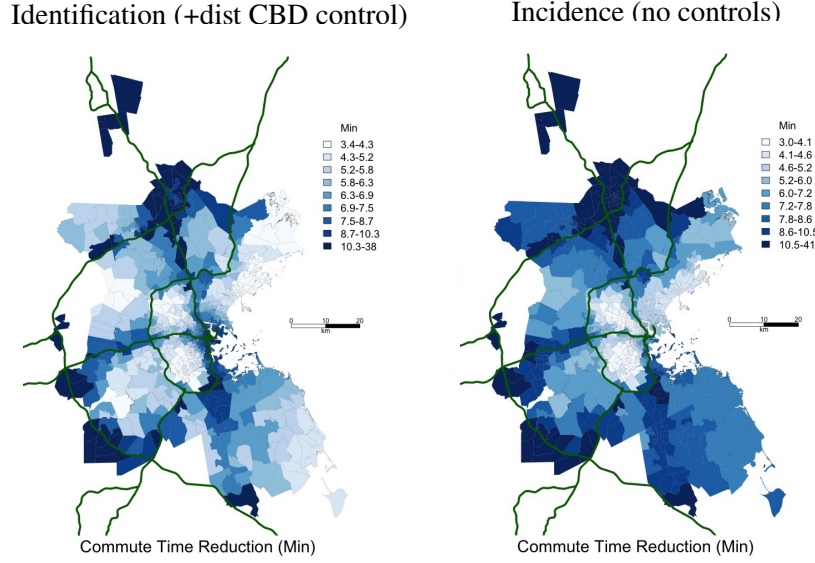 Identification (+dist CBD control)
Incidence (no controls)
Min
3.4-4.3
4.3-5.2
5.2-5.8
5.8-6.3
6.3-6.9
6.9-7.5
7.5-8.7
8.7-10.3
10.3-38
0 10 20
km
Commute Time Reduction (Min)
Min
3.0-4.1
4.1-4.6
4.6-5.2
5.2-6.0
6.0-7.2
7.2-7.8
7.8-8.6
8.6-10.5
10.5-41
0 10 20
km
Commute Time Reduction (Min)